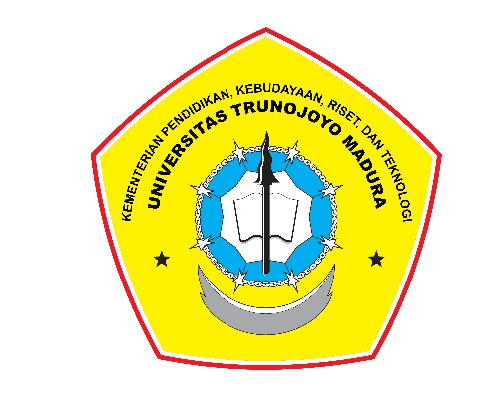 KEMENTERIAN PENDIDIKAN, KEBUDAYAAN, RISET, DAN TEKNOLOGI
UNIVERSITAS TRUNOJOYO MADURA